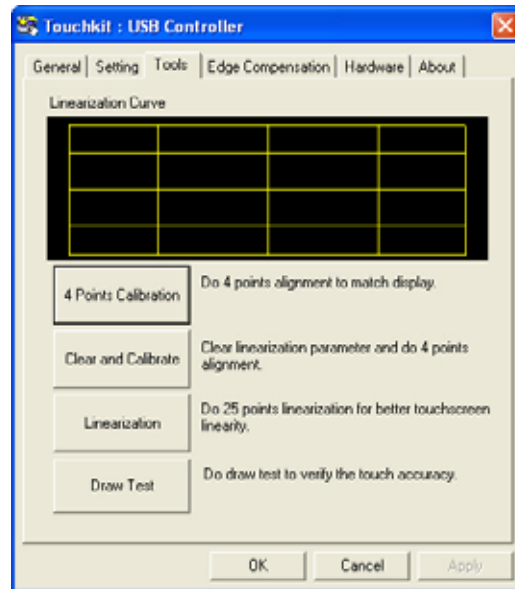 Touchkit : USB Controller
General Setting Tools Edge Compensation Hardware About
Linearization Curve
4 Points Calibration
Do 4 points alignment to match display.
Clear and Calibrate
Clear linearization parameter and do 4 points
alignment.
Linearization
Do 25 points linearization for better touchscreen
linearity.
Draw Test
Do draw test to verify the touch accuracy.
OK Cancel Apply